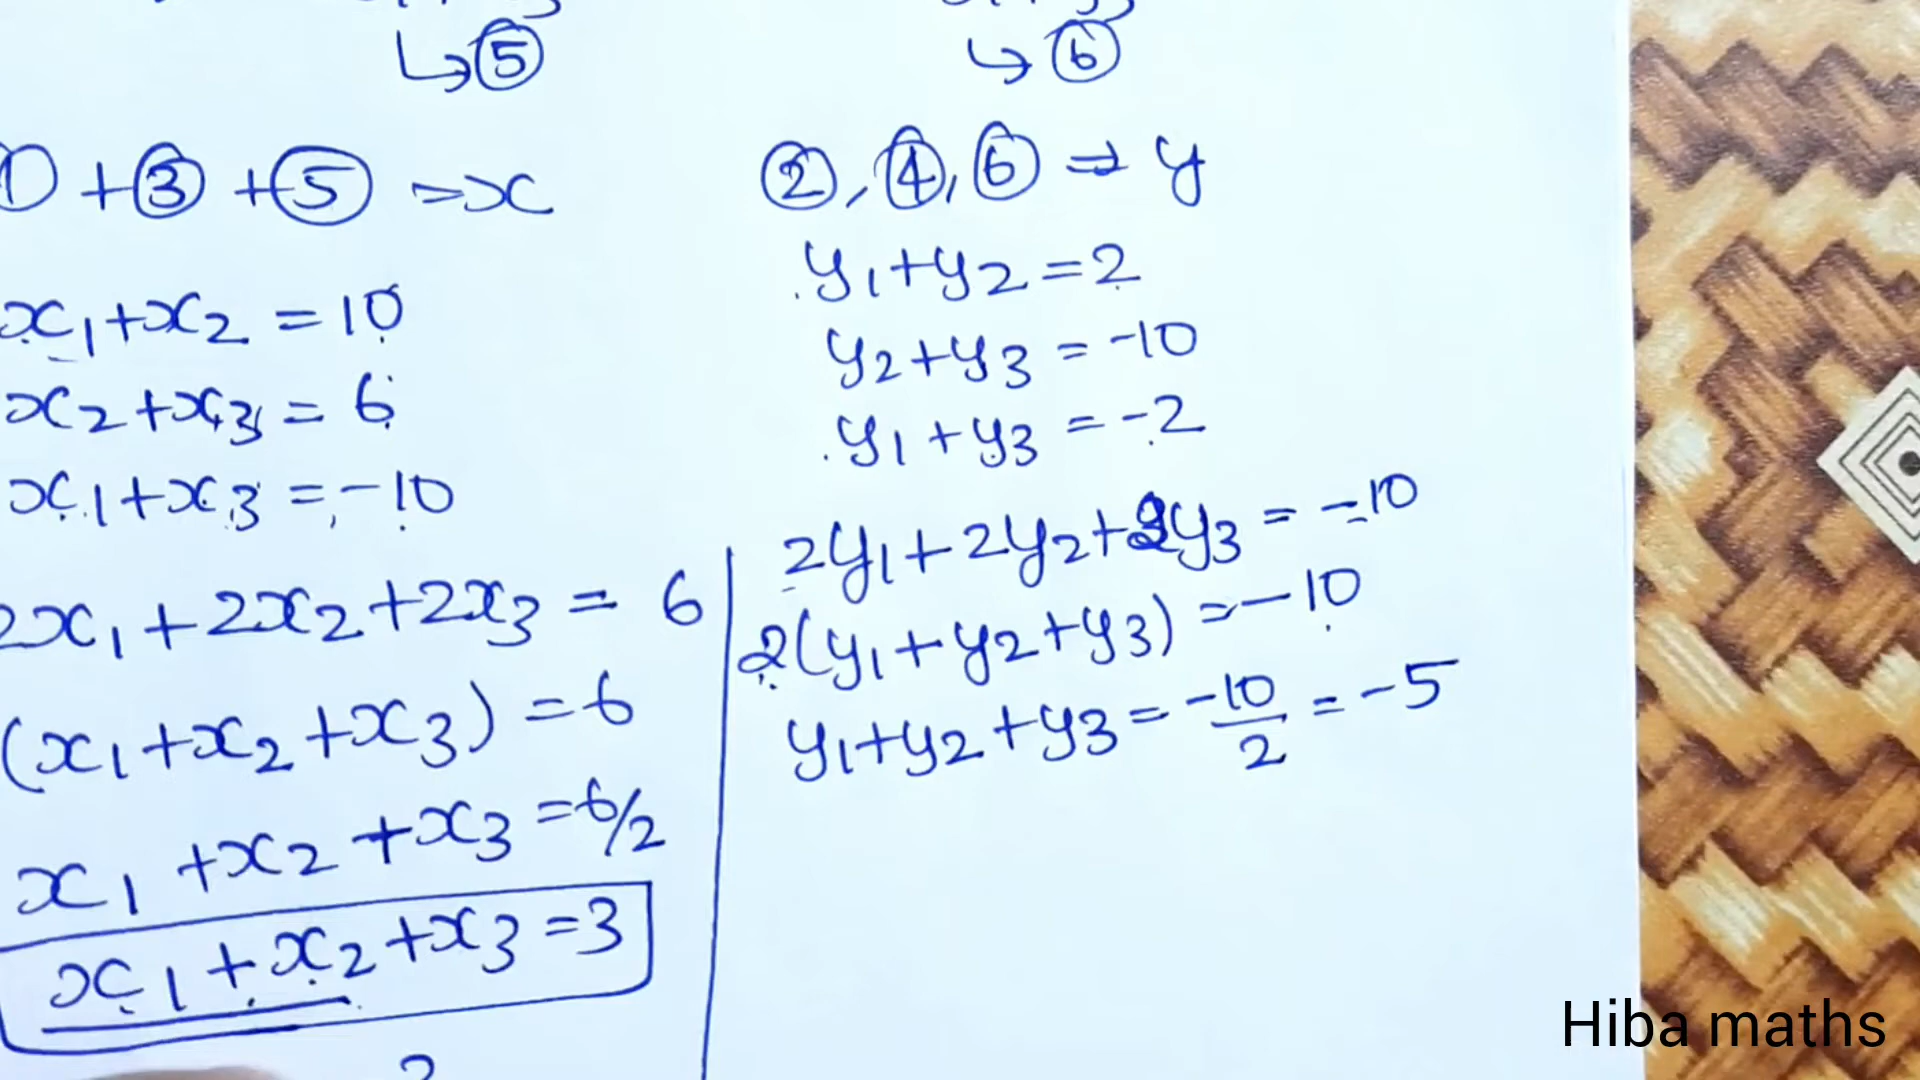 ↳⑤
① + ③ + ⑤ ⇒ x
x₁+x₂ = 10
x₂+x₃ = 6
x₁+x₃ = -10
2x₁+2x₂+2x₃ = 6
(x₁+x₂+x₃) = 6
x₁+x₂+x₃ = 6/2
x₁+x₂+x₃ = 3
↳⑥
②, ④, ⑥ ⇒ y
y₁+y₂ = 2
y₂+y₃ = -10
y₁+y₃ = -2
2y₁+2y₂+2y₃ = -10
2(y₁+y₂+y₃) = -10
y₁+y₂+y₃ = -10/2 = -5
Hiba maths